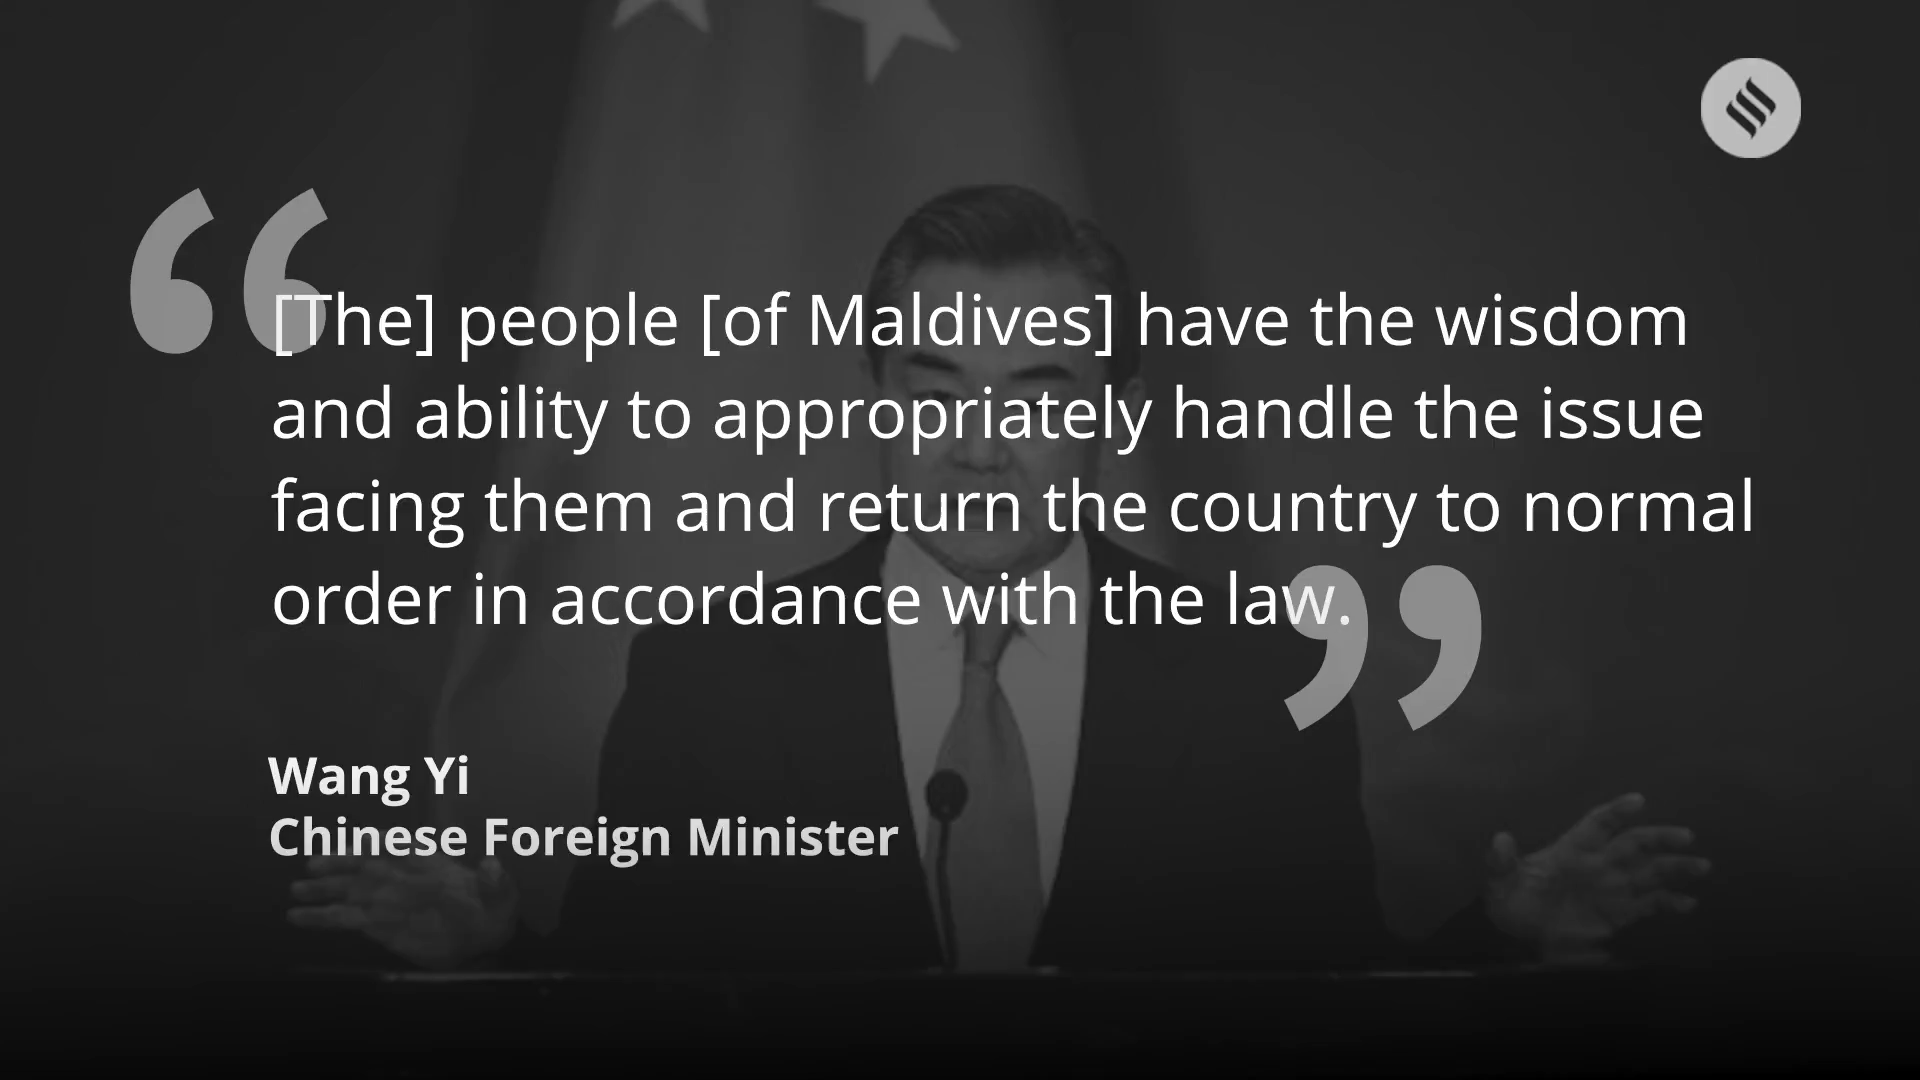 “[The] people [of Maldives] have the wisdom
and ability to appropriately handle the issue
facing them and return the country to normal
order in accordance with the law.”
Wang Yi
Chinese Foreign Minister